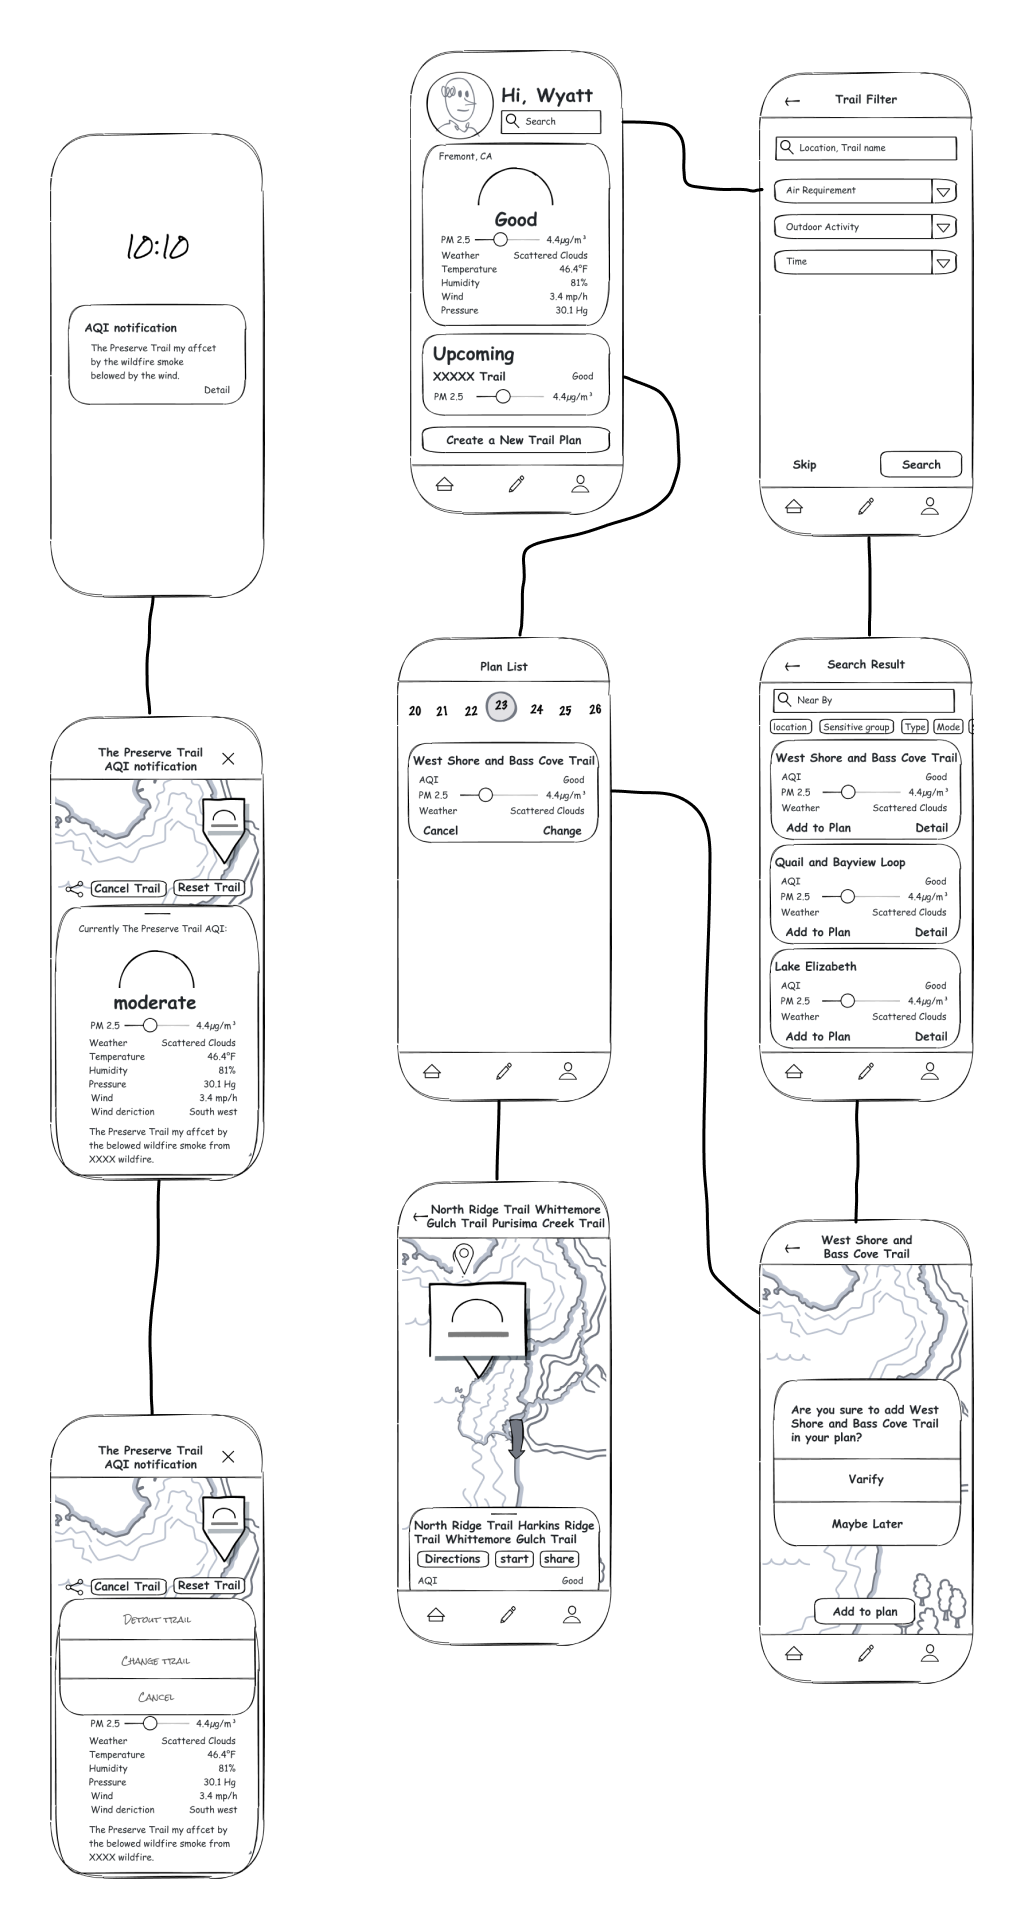 10:10
AQI notification
The Preserve Trail my affcet
by the wildfire smoke
belowed by the wind.
Detail
The Preserve Trail
AQI notification
Cancel Trail Reset Trail
Currently The Preserve Trail AQI:
moderate
PM 2.5 4.4µg/m³
Weather Scattered Clouds
Temperature 46.4°F
Humidity 81%
Pressure 30.1 Hg
Wind 3.4 mp/h
Wind deriction South west
The Preserve Trail my affcet by
the belowed wildfire smoke from
XXXX wildfire.
The Preserve Trail
AQI notification
Cancel Trail Reset Trail
Detout trail
Change trail
Cancel
PM 2.5 4.4µg/m³
Weather Scattered Clouds
Temperature 46.4°F
Humidity 81%
Pressure 30.1 Hg
Wind 3.4 mp/h
Wind deriction South west
The Preserve Trail my affcet by
the belowed wildfire smoke from
XXXX wildfire.
Hi, Wyatt
Search
Fremont, CA
Good
PM 2.5 4.4µg/m³
Weather Scattered Clouds
Temperature 46.4°F
Humidity 81%
Wind 3.4 mp/h
Pressure 30.1 Hg
Upcoming
XXXXX Trail Good
PM 2.5 4.4µg/m³
Create a New Trail Plan
Plan List
20 21 22 23 24 25 26
West Shore and Bass Cove Trail
AQI Good
PM 2.5 4.4µg/m³
Weather Scattered Clouds
Cancel Change
North Ridge Trail Whittemore
Gulch Trail Purisima Creek Trail
North Ridge Trail Harkins Ridge
Trail Whittemore Gulch Trail
Directions start share
AQI Good
Trail Filter
Location, Trail name
Air Requirement
Outdoor Activity
Time
Skip Search
Search Result
Near By
location Sensitive group Type Mode
West Shore and Bass Cove Trail
AQI Good
PM 2.5 4.4µg/m³
Weather Scattered Clouds
Add to Plan Detail
Quail and Bayview Loop
AQI Good
PM 2.5 4.4µg/m³
Weather Scattered Clouds
Add to Plan Detail
Lake Elizabeth
AQI Good
PM 2.5 4.4µg/m³
Weather Scattered Clouds
Add to Plan Detail
West Shore and
Bass Cove Trail
Are you sure to add West
Shore and Bass Cove Trail
in your plan?
Varify
Maybe Later
Add to plan